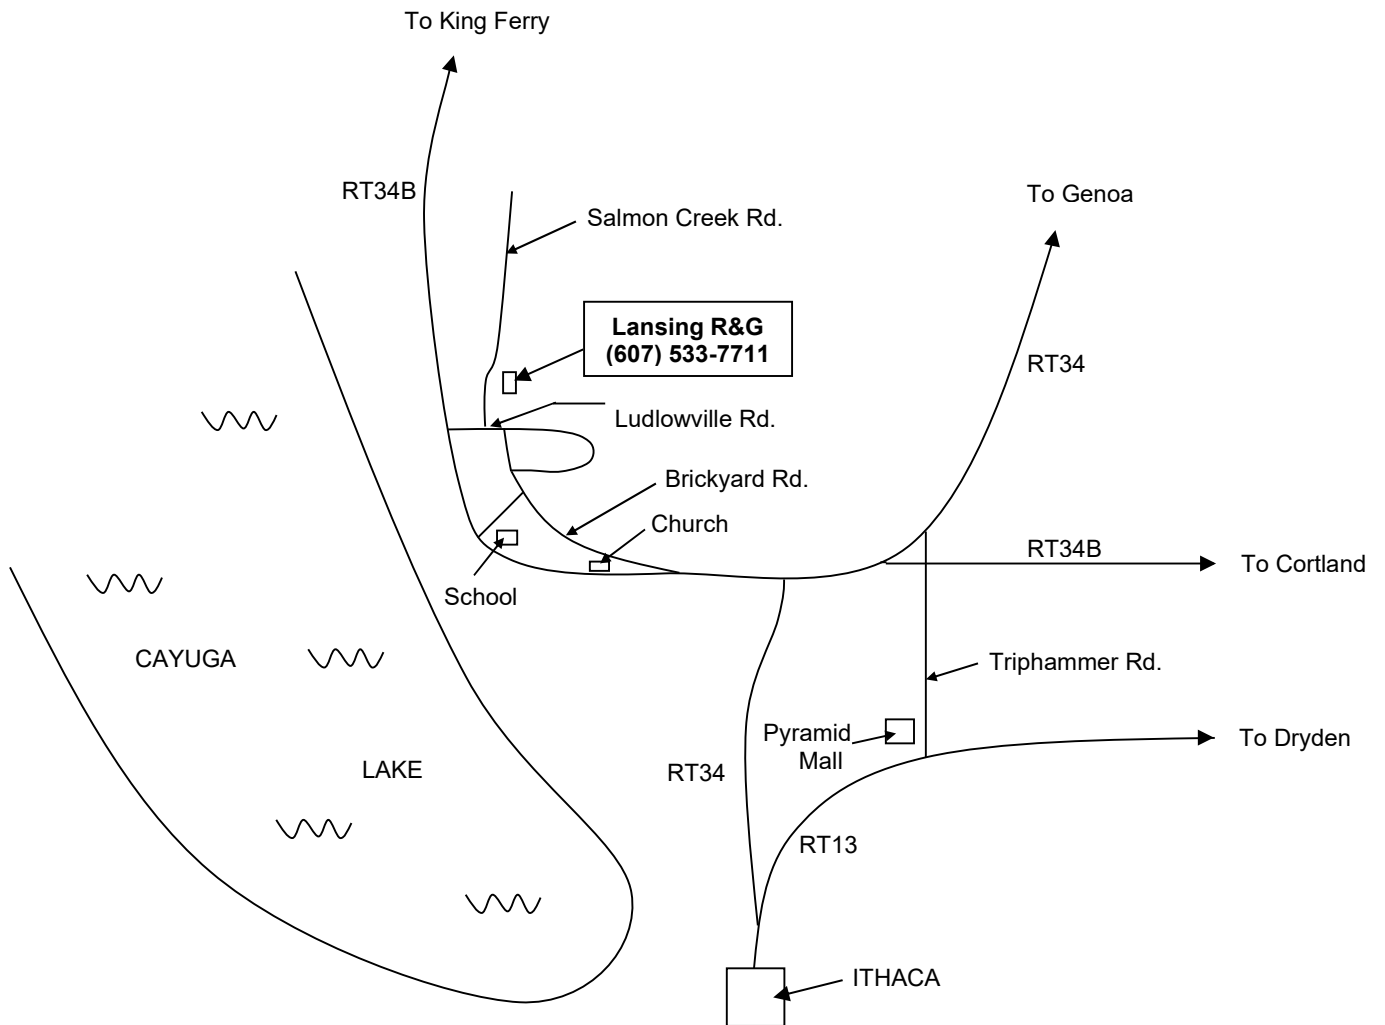 To King Ferry
RT34B
To Genoa
Salmon Creek Rd.
Lansing R&G
(607) 533-7711
RT34
Ludlowville Rd.
Brickyard Rd.
Church
RT34B
To Cortland
School
CAYUGA
Triphammer Rd.
Pyramid
Mall
To Dryden
LAKE
RT34
RT13
ITHACA